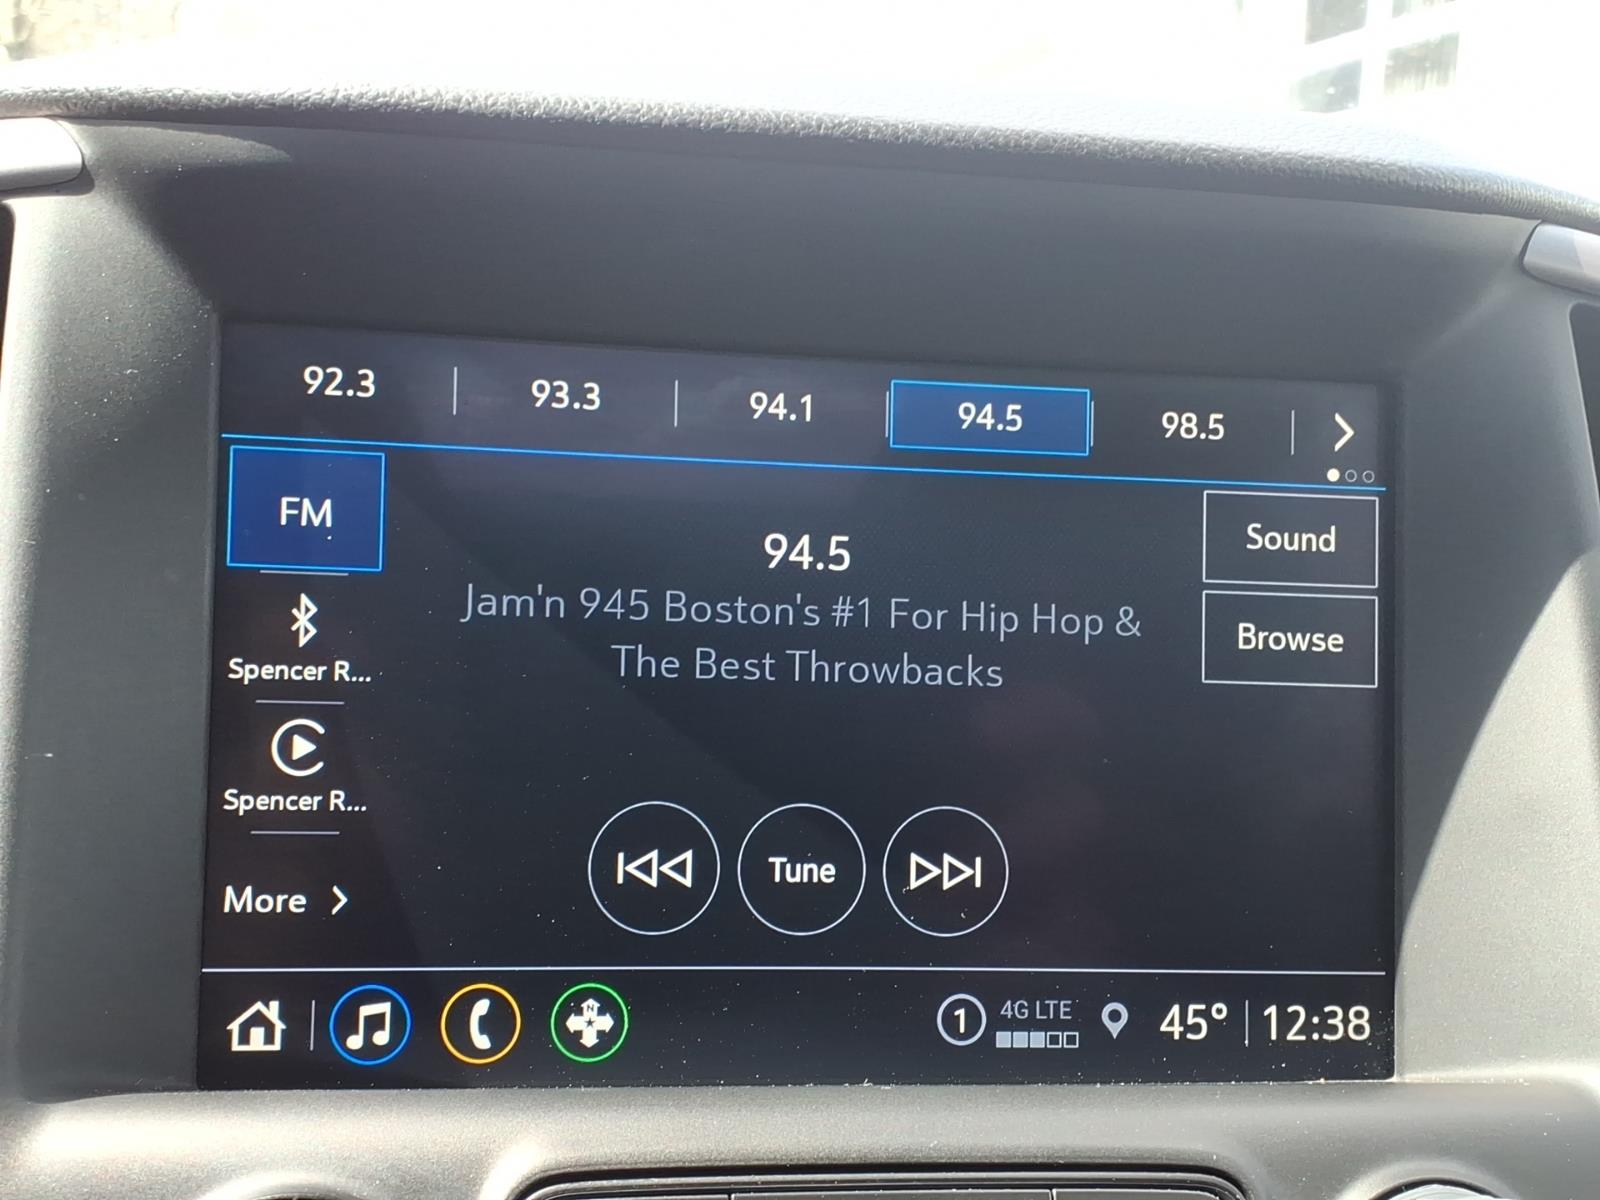 92.3 93.3 94.1 94.5 98.5
FM
94.5
Sound
Jam'n 945 Boston's #1 For Hip Hop &
The Best Throwbacks
Browse
Spencer R...
Spencer R...
Tune
More
N
1 4G LTE 45° 12:38